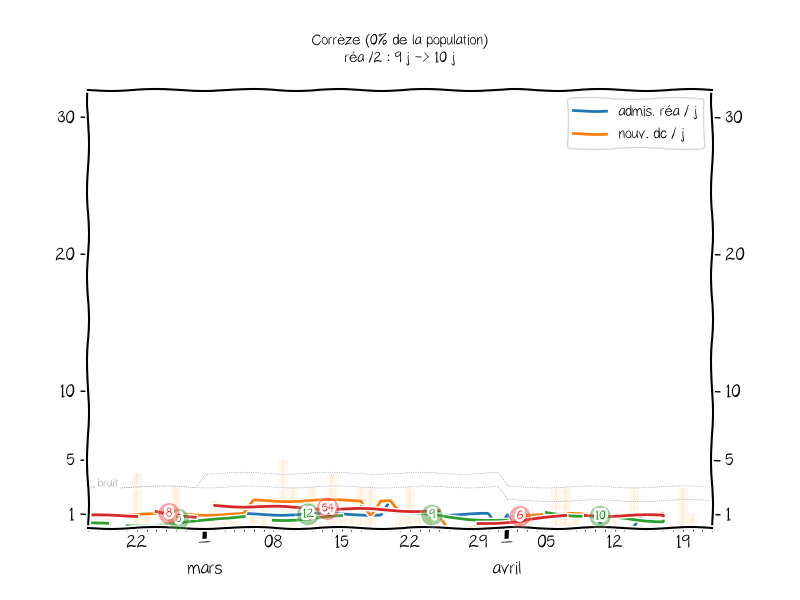 Corrèze (0% de la population)
réa /2 : 9 j -> 10 j
admis. réa / j
nouv. dc / j
30 30
20 20
10 10
5 5
bruit
1 1
8 5 12 54 9 6 10
22 08 15 22 29 05 12 19
mars avril